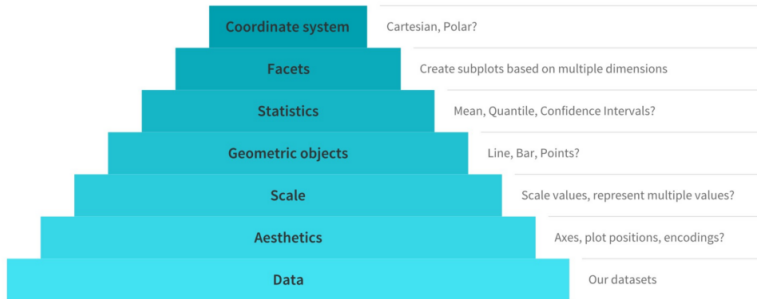 Coordinate system Cartesian, Polar?
Facets Create subplots based on multiple dimensions
Statistics Mean, Quantile, Confidence Intervals?
Geometric objects Line, Bar, Points?
Scale Scale values, represent multiple values?
Aesthetics Axes, plot positions, encodings?
Data Our datasets